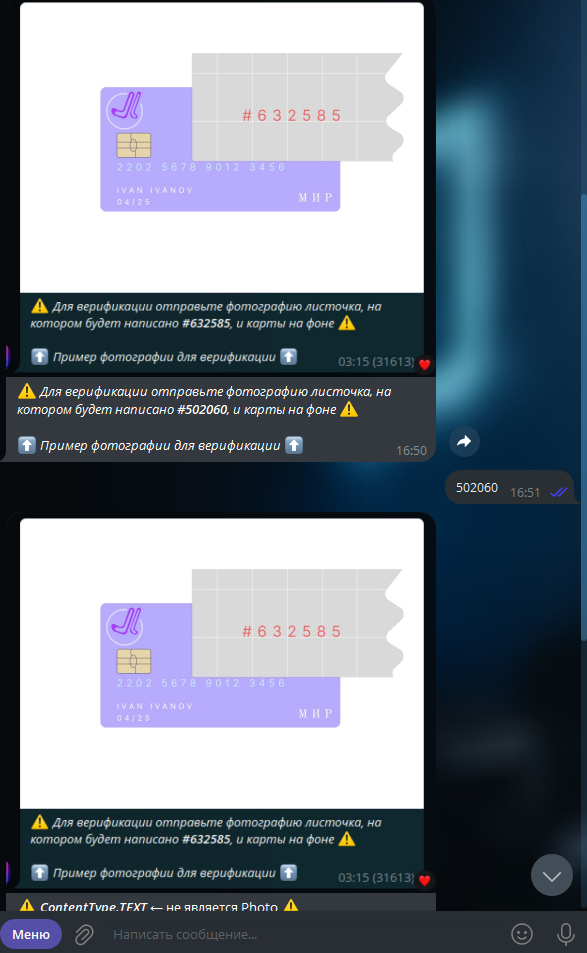 #632585
2202 5678 9012 3456
IVAN IVANOV
04/25
МИР
⚠️ Для верификации отправьте фотографию листочка, на
котором будет написано #632585, и карты на фоне ⚠️
⬆️ Пример фотографии для верификации ⬆️
03:15 (31613)
⚠️ Для верификации отправьте фотографию листочка, на
котором будет написано #502060, и карты на фоне ⚠️
⬆️ Пример фотографии для верификации ⬆️
16:50
502060 16:51
#632585
2202 5678 9012 3456
IVAN IVANOV
04/25
МИР
⚠️ Для верификации отправьте фотографию листочка, на
котором будет написано #632585, и карты на фоне ⚠️
⬆️ Пример фотографии для верификации ⬆️
03:15 (31613)
⚠️ ContentType.TEXT ← не является Photo ⚠️
Меню
Написать сообщение...